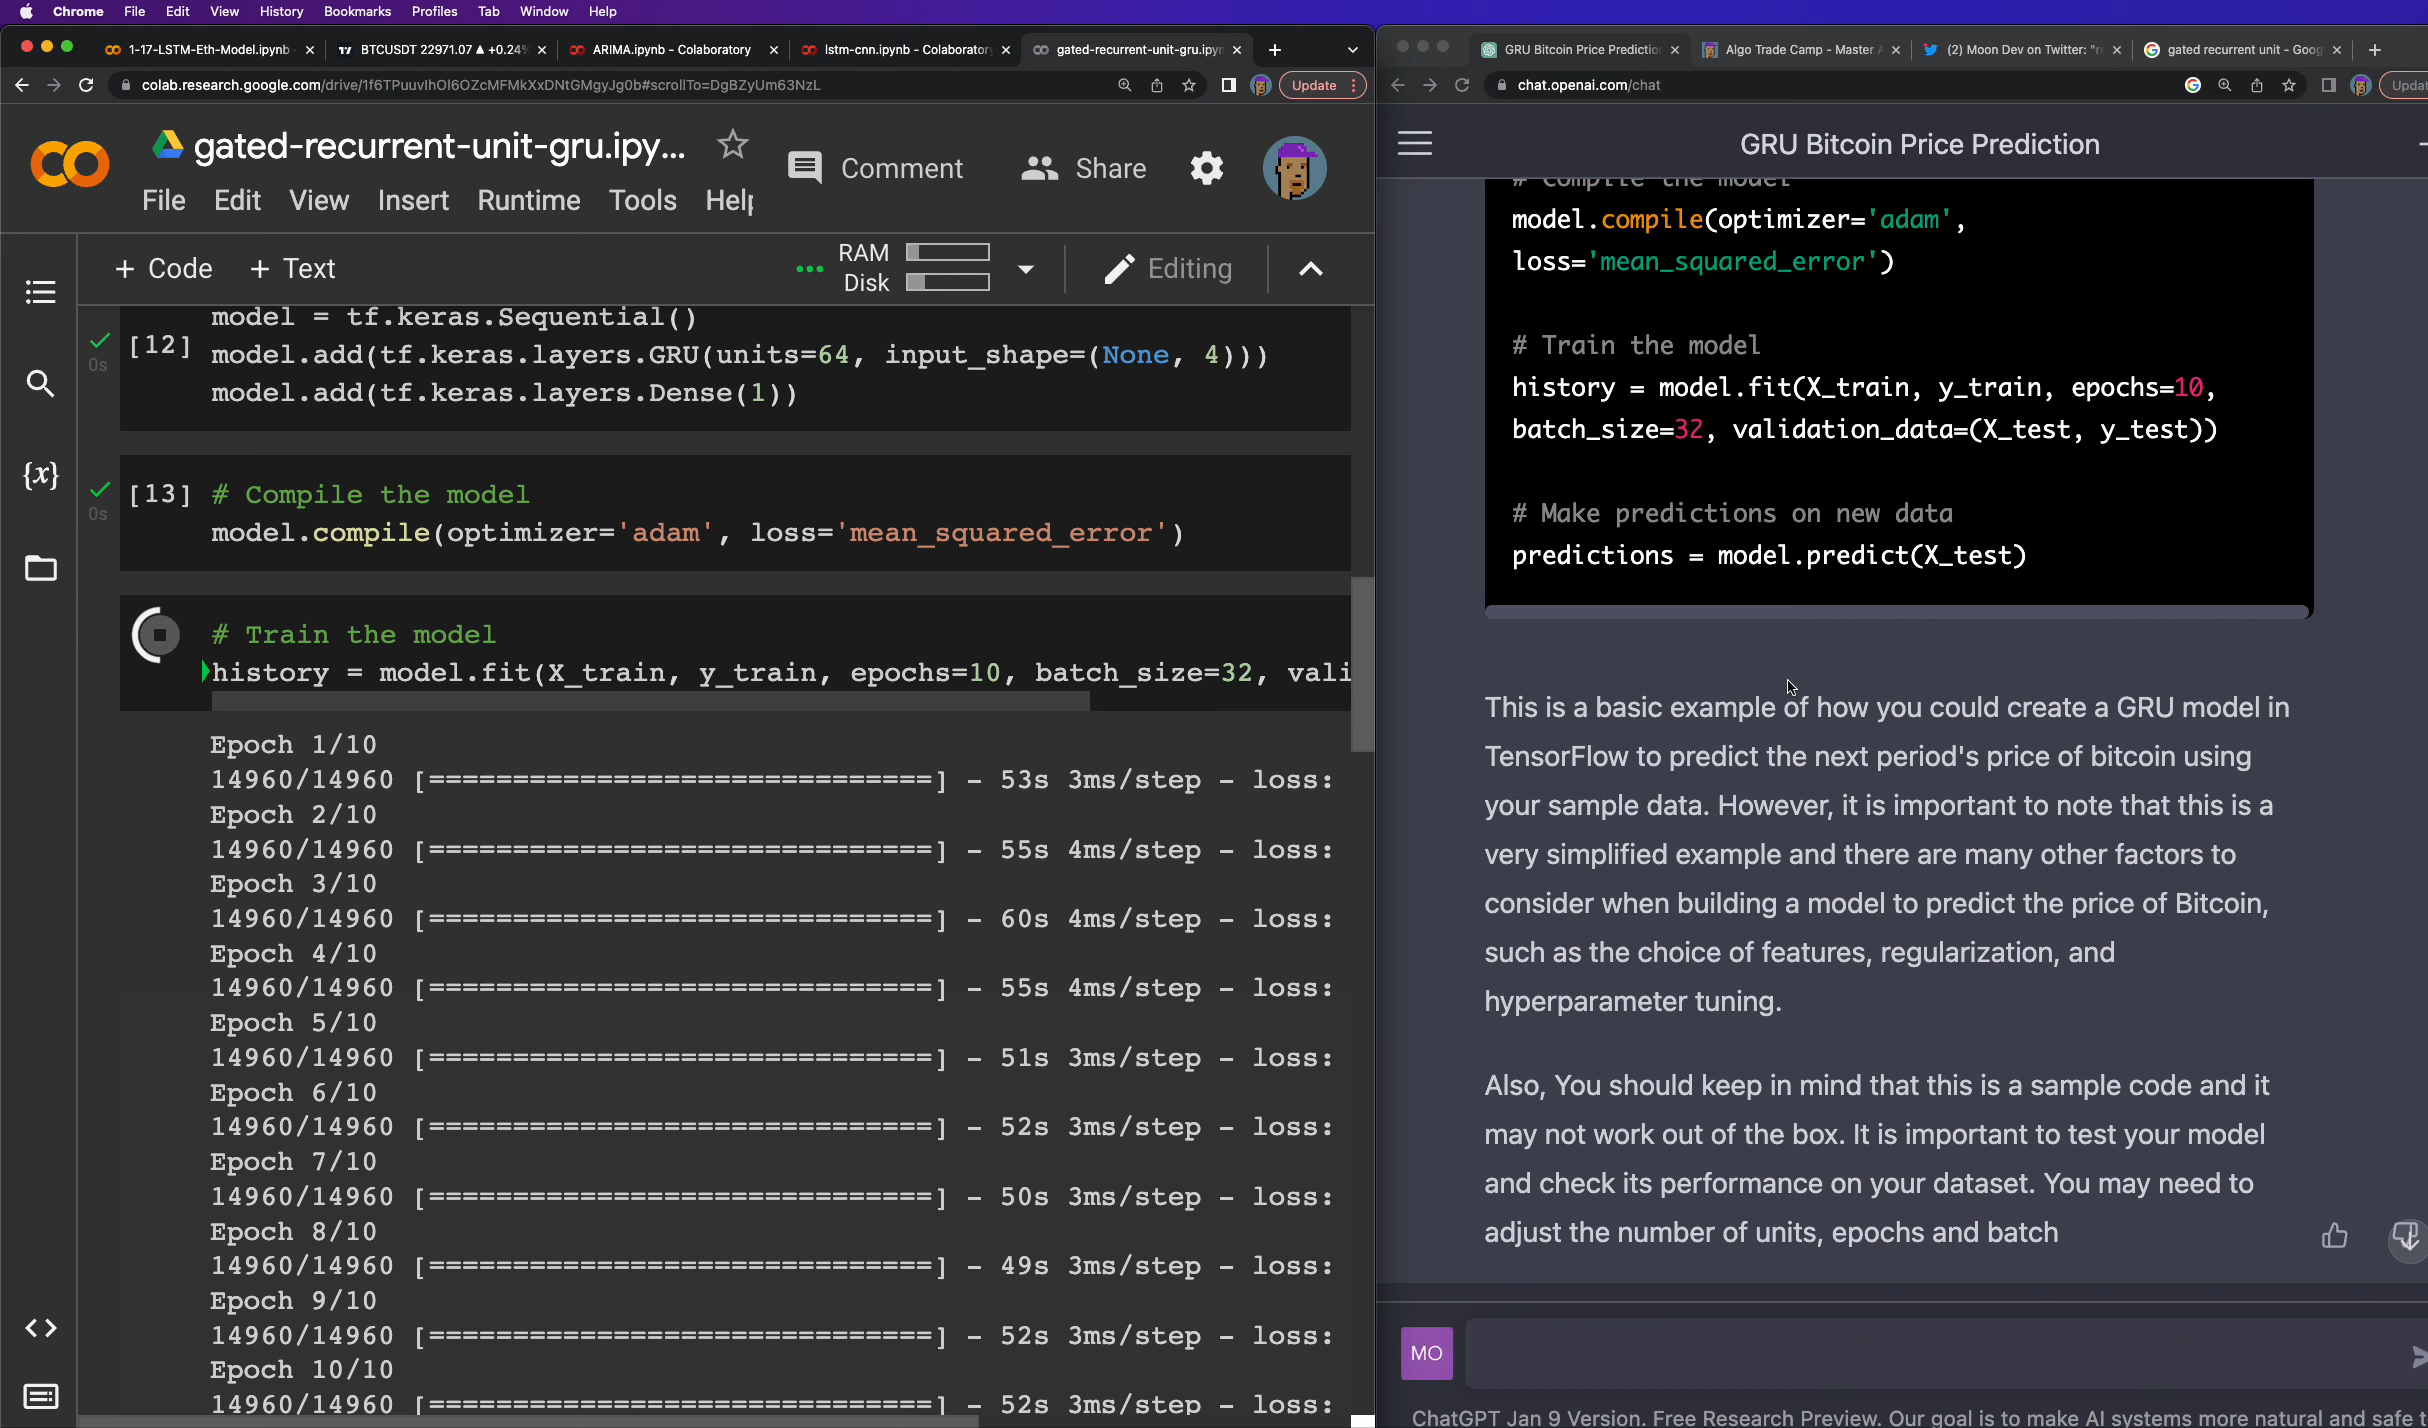 Chrome File Edit View History Bookmarks Profiles Tab Window Help
1-17-LSTM-Eth-Model.ipynb
BTCUSDT 22971.07 ▲ +0.24%
ARIMA.ipynb - Colaboratory
lstm-cnn.ipynb - Colaboratory
gated-recurrent-unit-gru.ipyn
colab.research.google.com/drive/1f6TPuuvIhOI6OZcMFMkXxDNtGMgyJg0b#scrollTo=DgBZyUm63NzL
Update
gated-recurrent-unit-gru.ipy...
Comment
Share
File Edit View Insert Runtime Tools Help
+ Code + Text
RAM
Disk
Editing
model = tf.keras.Sequential()
[12] model.add(tf.keras.layers.GRU(units=64, input_shape=(None, 4)))
0s
model.add(tf.keras.layers.Dense(1))
[13] # Compile the model
0s
model.compile(optimizer='adam', loss='mean_squared_error')
# Train the model
history = model.fit(X_train, y_train, epochs=10, batch_size=32, vali
Epoch 1/10
14960/14960 [==============================] - 53s 3ms/step - loss:
Epoch 2/10
14960/14960 [==============================] - 55s 4ms/step - loss:
Epoch 3/10
14960/14960 [==============================] - 60s 4ms/step - loss:
Epoch 4/10
14960/14960 [==============================] - 55s 4ms/step - loss:
Epoch 5/10
14960/14960 [==============================] - 51s 3ms/step - loss:
Epoch 6/10
14960/14960 [==============================] - 52s 3ms/step - loss:
Epoch 7/10
14960/14960 [==============================] - 50s 3ms/step - loss:
Epoch 8/10
14960/14960 [==============================] - 49s 3ms/step - loss:
Epoch 9/10
14960/14960 [==============================] - 52s 3ms/step - loss:
Epoch 10/10
14960/14960 [==============================] - 52s 3ms/step - loss:
{x}
GRU Bitcoin Price Prediction
Algo Trade Camp - Master
(2) Moon Dev on Twitter: "r
gated recurrent unit - Goog
chat.openai.com/chat
Updat
GRU Bitcoin Price Prediction
# Compile the model
model.compile(optimizer='adam',
loss='mean_squared_error')
# Train the model
history = model.fit(X_train, y_train, epochs=10,
batch_size=32, validation_data=(X_test, y_test))
# Make predictions on new data
predictions = model.predict(X_test)
This is a basic example of how you could create a GRU model in
TensorFlow to predict the next period's price of bitcoin using
your sample data. However, it is important to note that this is a
very simplified example and there are many other factors to
consider when building a model to predict the price of Bitcoin,
such as the choice of features, regularization, and
hyperparameter tuning.
Also, You should keep in mind that this is a sample code and it
may not work out of the box. It is important to test your model
and check its performance on your dataset. You may need to
adjust the number of units, epochs and batch
MO
ChatGPT Jan 9 Version. Free Research Preview. Our goal is to make AI systems more natural and safe t